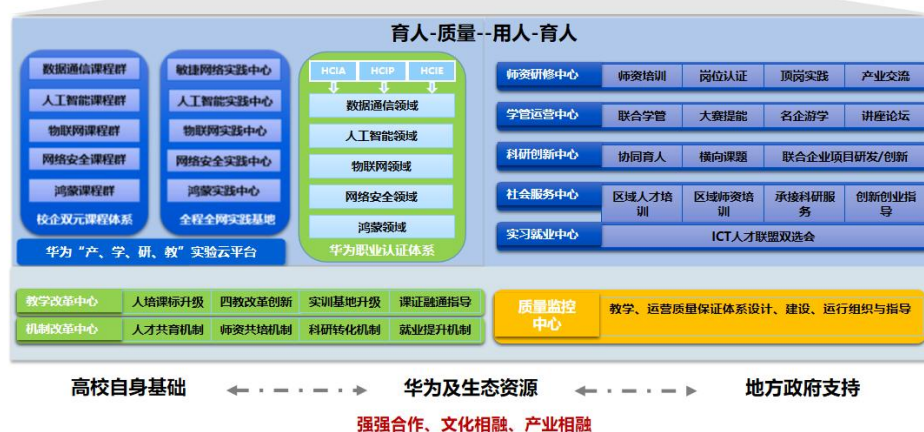 育人-质量--用人-育人
数据通信课程群
人工智能课程群
物联网课程群
网络安全课程群
鸿蒙课程群
校企双元课程体系
敏捷网络实践中心
人工智能实践中心
物联网实践中心
网络安全实践中心
鸿蒙实践中心
全程全网实践基地
华为“产、学、研、教”实验云平台
HCIA HCIP HCIE
数据通信领域
人工智能领域
物联网领域
网络安全领域
鸿蒙领域
华为职业认证体系
师资研修中心 师资培训 岗位认证 顶岗实践 产业交流
学管运营中心 联合学管 大赛提能 名企游学 讲座论坛
科研创新中心 协同育人 横向课题 联合企业项目研发/创新
社会服务中心 区域人才培训 区域师资培训 承接科研服务 创新创业指导
实习就业中心 ICT人才联盟双选会
教学改革中心 人培课标升级 四教改革创新 实训基地升级 课证融通指导
机制改革中心 人才共育机制 师资共培机制 科研转化机制 就业提升机制
质量监控
中心
教学、运营质量保证体系设计、建设、运行组织与指导
高校自身基础 华为及生态资源 地方政府支持
强强合作、文化相融、产业相融